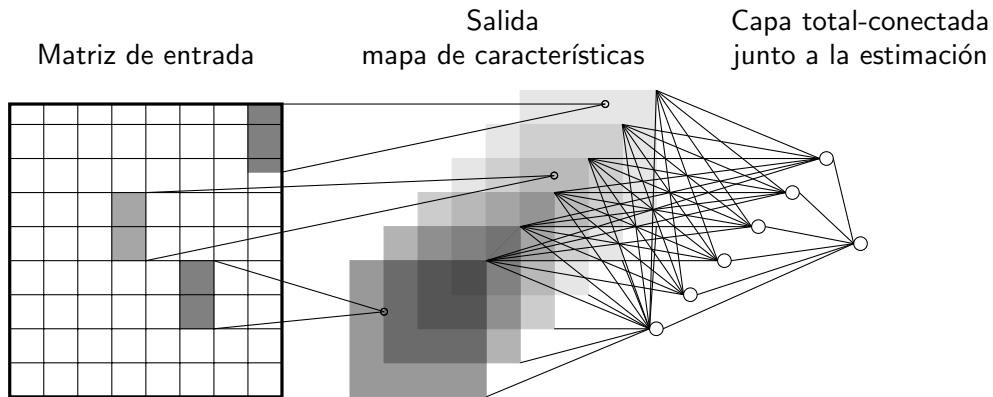 Matriz de entrada
Salida
mapa de características
Capa total-conectada
junto a la estimación